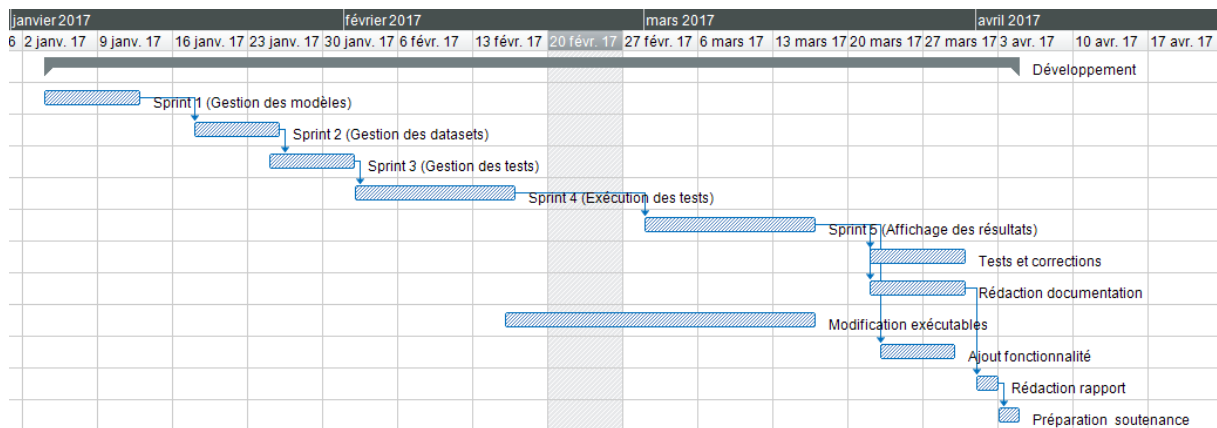 janvier 2017 février 2017 mars 2017 avril 2017
6 2 janv. 17 9 janv. 17 16 janv. 17 23 janv. 17 30 janv. 17 6 févr. 17 13 févr. 17 20 févr. 17 27 févr. 17 6 mars 17 13 mars 17 20 mars 17 27 mars 17 3 avr. 17 10 avr. 17 17 avr. 17
Développement
Sprint 1 (Gestion des modèles)
Sprint 2 (Gestion des datasets)
Sprint 3 (Gestion des tests)
Sprint 4 (Exécution des tests)
Sprint 5 (Affichage des résultats)
Tests et corrections
Rédaction documentation
Modification exécutables
Ajout fonctionnalité
Rédaction rapport
Préparation soutenance